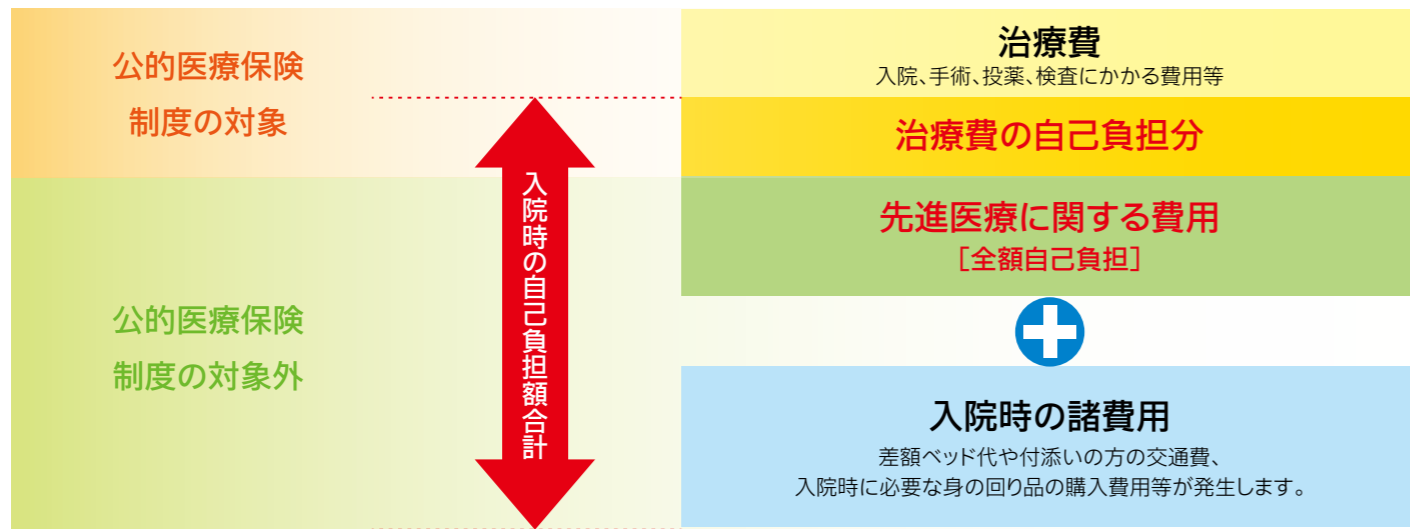 公的医療保険
制度の対象
治療費
入院、手術、投薬、検査にかかる費用等
治療費の自己負担分
入院時の自己負担額合計
先進医療に関する費用
［全額自己負担］
公的医療保険
制度の対象外
入院時の諸費用
差額ベッド代や付添いの方の交通費、
入院時に必要な身の回り品の購入費用等が発生します。